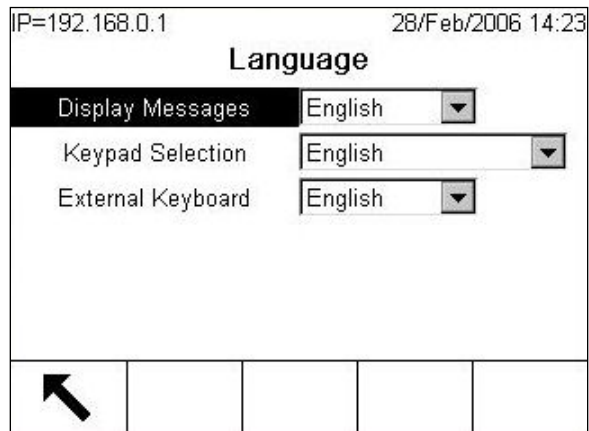 IP=192.168.0.1 28/Feb/2006 14:23
Language
Display Messages English
Keypad Selection English
External Keyboard English